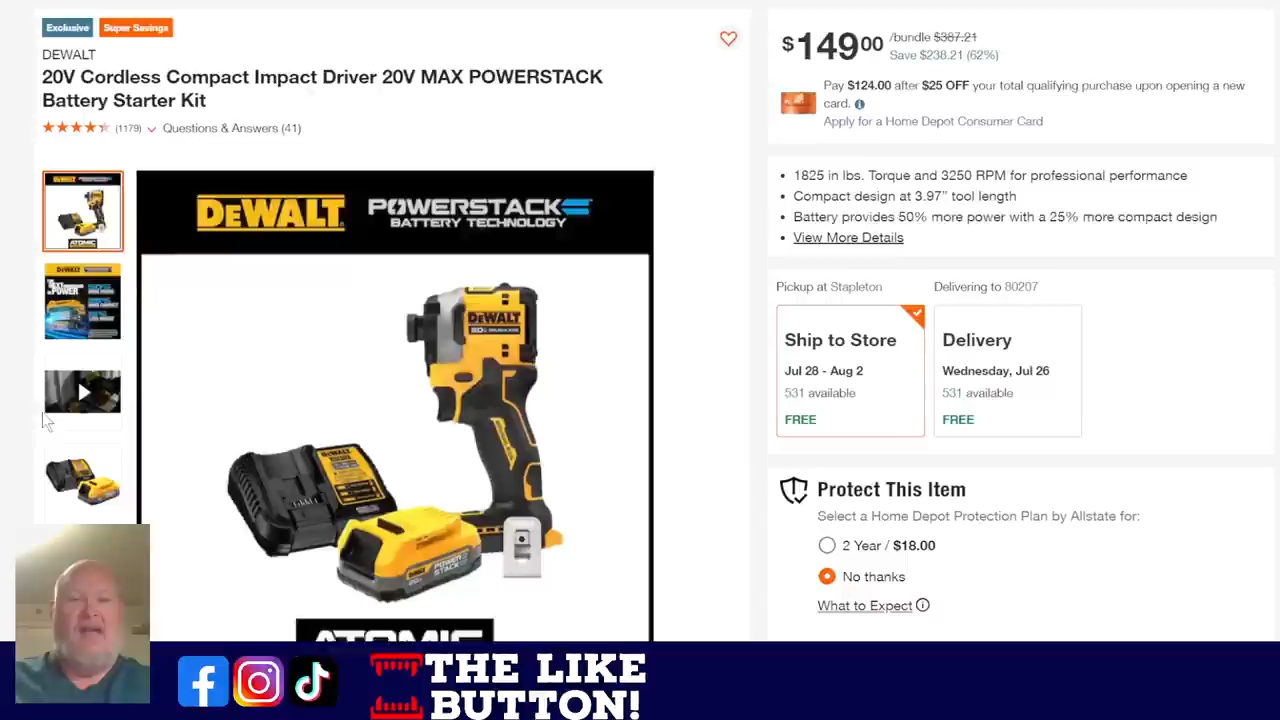 Exclusive
Super Savings
DEWALT
20V Cordless Compact Impact Driver 20V MAX POWERSTACK
Battery Starter Kit
(1179)
Questions & Answers (41)
DEWALT
POWERSTACK
BATTERY TECHNOLOGY
DEWALT
POWER
STACK
ATOMIC
$149.00
/bundle $387.21
Save $238.21 (62%)
Pay $124.00 after $25 OFF your total qualifying purchase upon opening a new
card.
Apply for a Home Depot Consumer Card
1825 in lbs. Torque and 3250 RPM for professional performance
Compact design at 3.97” tool length
Battery provides 50% more power with a 25% more compact design
View More Details
Pickup at Stapleton
Delivering to 80207
Ship to Store
Jul 28 - Aug 2
531 available
FREE
Delivery
Wednesday, Jul 26
531 available
FREE
Protect This Item
Select a Home Depot Protection Plan by Allstate for:
2 Year / $18.00
No thanks
What to Expect
THE LIKE
BUTTON!